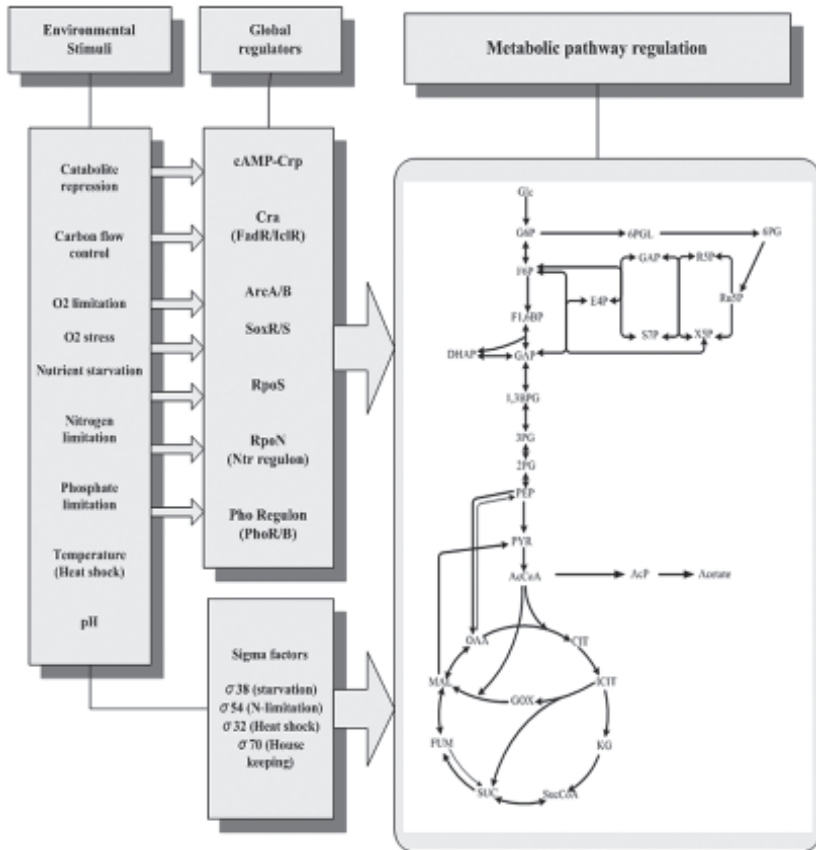 Environmental
Stimuli
Global
regulators
Metabolic pathway regulation
Catabolite
repression
Carbon flow
control
O2 limitation
O2 stress
Nutrient starvation
Nitrogen
limitation
Phosphate
limitation
Temperature
(Heat shock)
pH
cAMP-Crp
Cra
(FadR/IclR)
ArcA/B
SoxR/S
RpoS
RpoN
(Ntr regulon)
Pho Regulon
(PhoR/B)
Sigma factors
σ38 (starvation)
σ54 (N-limitation)
σ32 (Heat shock)
σ70 (House
keeping)
Glc
G6P 6PGL 6PG
F6P GAP R5P
E4P Ru5P
F1,6BP
S7P X5P
DHAP GAP
1,3BPG
3PG
2PG
PEP
PYR
AcCoA AcP Acetate
OAA CIT
MAL GOX ICIT
FUM KG
SUC SucCoA